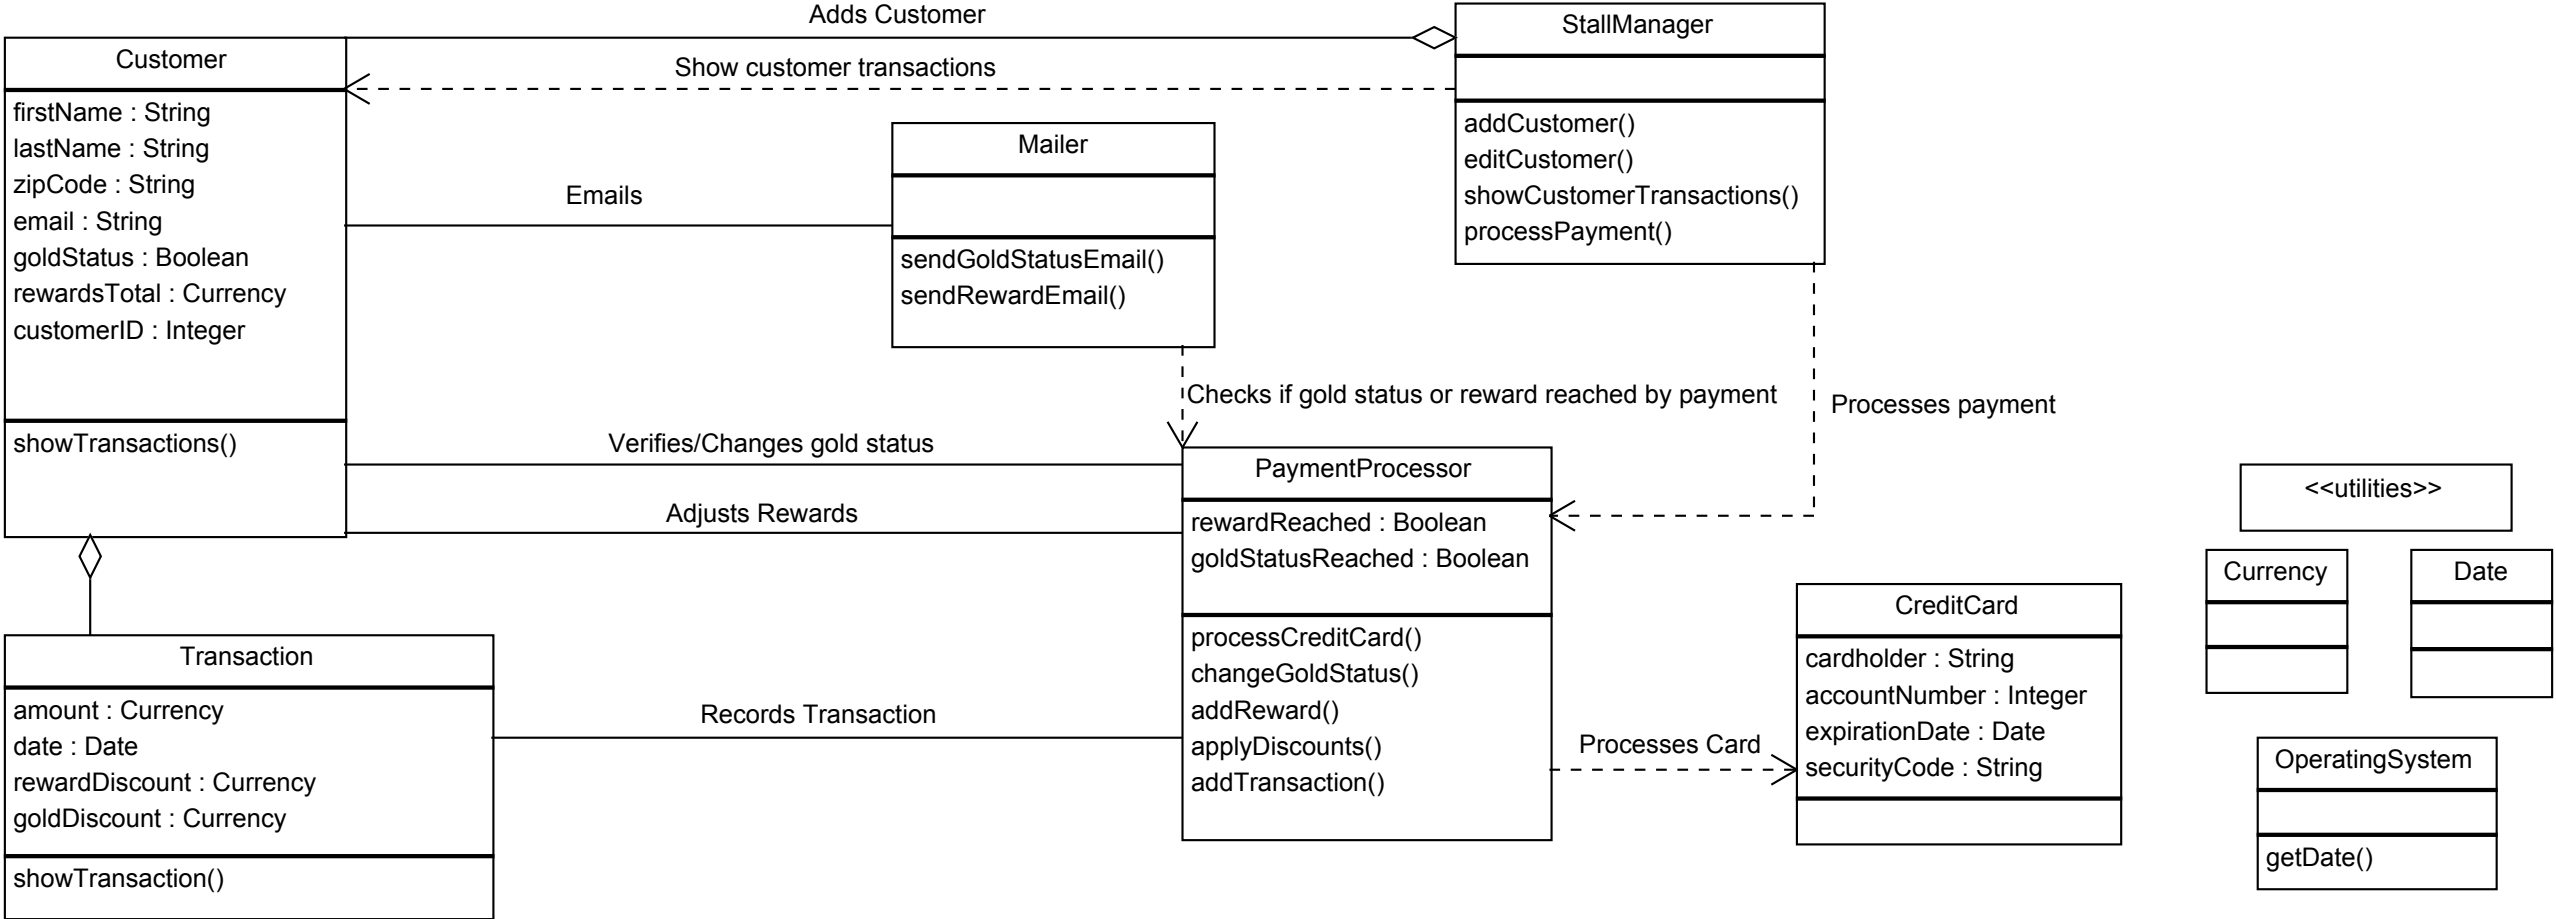 Adds Customer
StallManager
Customer
Show customer transactions
firstName : String
lastName : String
zipCode : String
email : String
goldStatus : Boolean
rewardsTotal : Currency
customerID : Integer
showTransactions()
Mailer
sendGoldStatusEmail()
sendRewardEmail()
addCustomer()
editCustomer()
showCustomerTransactions()
processPayment()
Emails
Checks if gold status or reward reached by payment
Processes payment
Verifies/Changes gold status
Adjusts Rewards
PaymentProcessor
rewardReached : Boolean
goldStatusReached : Boolean
processCreditCard()
changeGoldStatus()
addReward()
applyDiscounts()
addTransaction()
Transaction
amount : Currency
date : Date
rewardDiscount : Currency
goldDiscount : Currency
showTransaction()
Records Transaction
Processes Card
CreditCard
cardholder : String
accountNumber : Integer
expirationDate : Date
securityCode : String
<<utilities>>
Currency
Date
OperatingSystem
getDate()